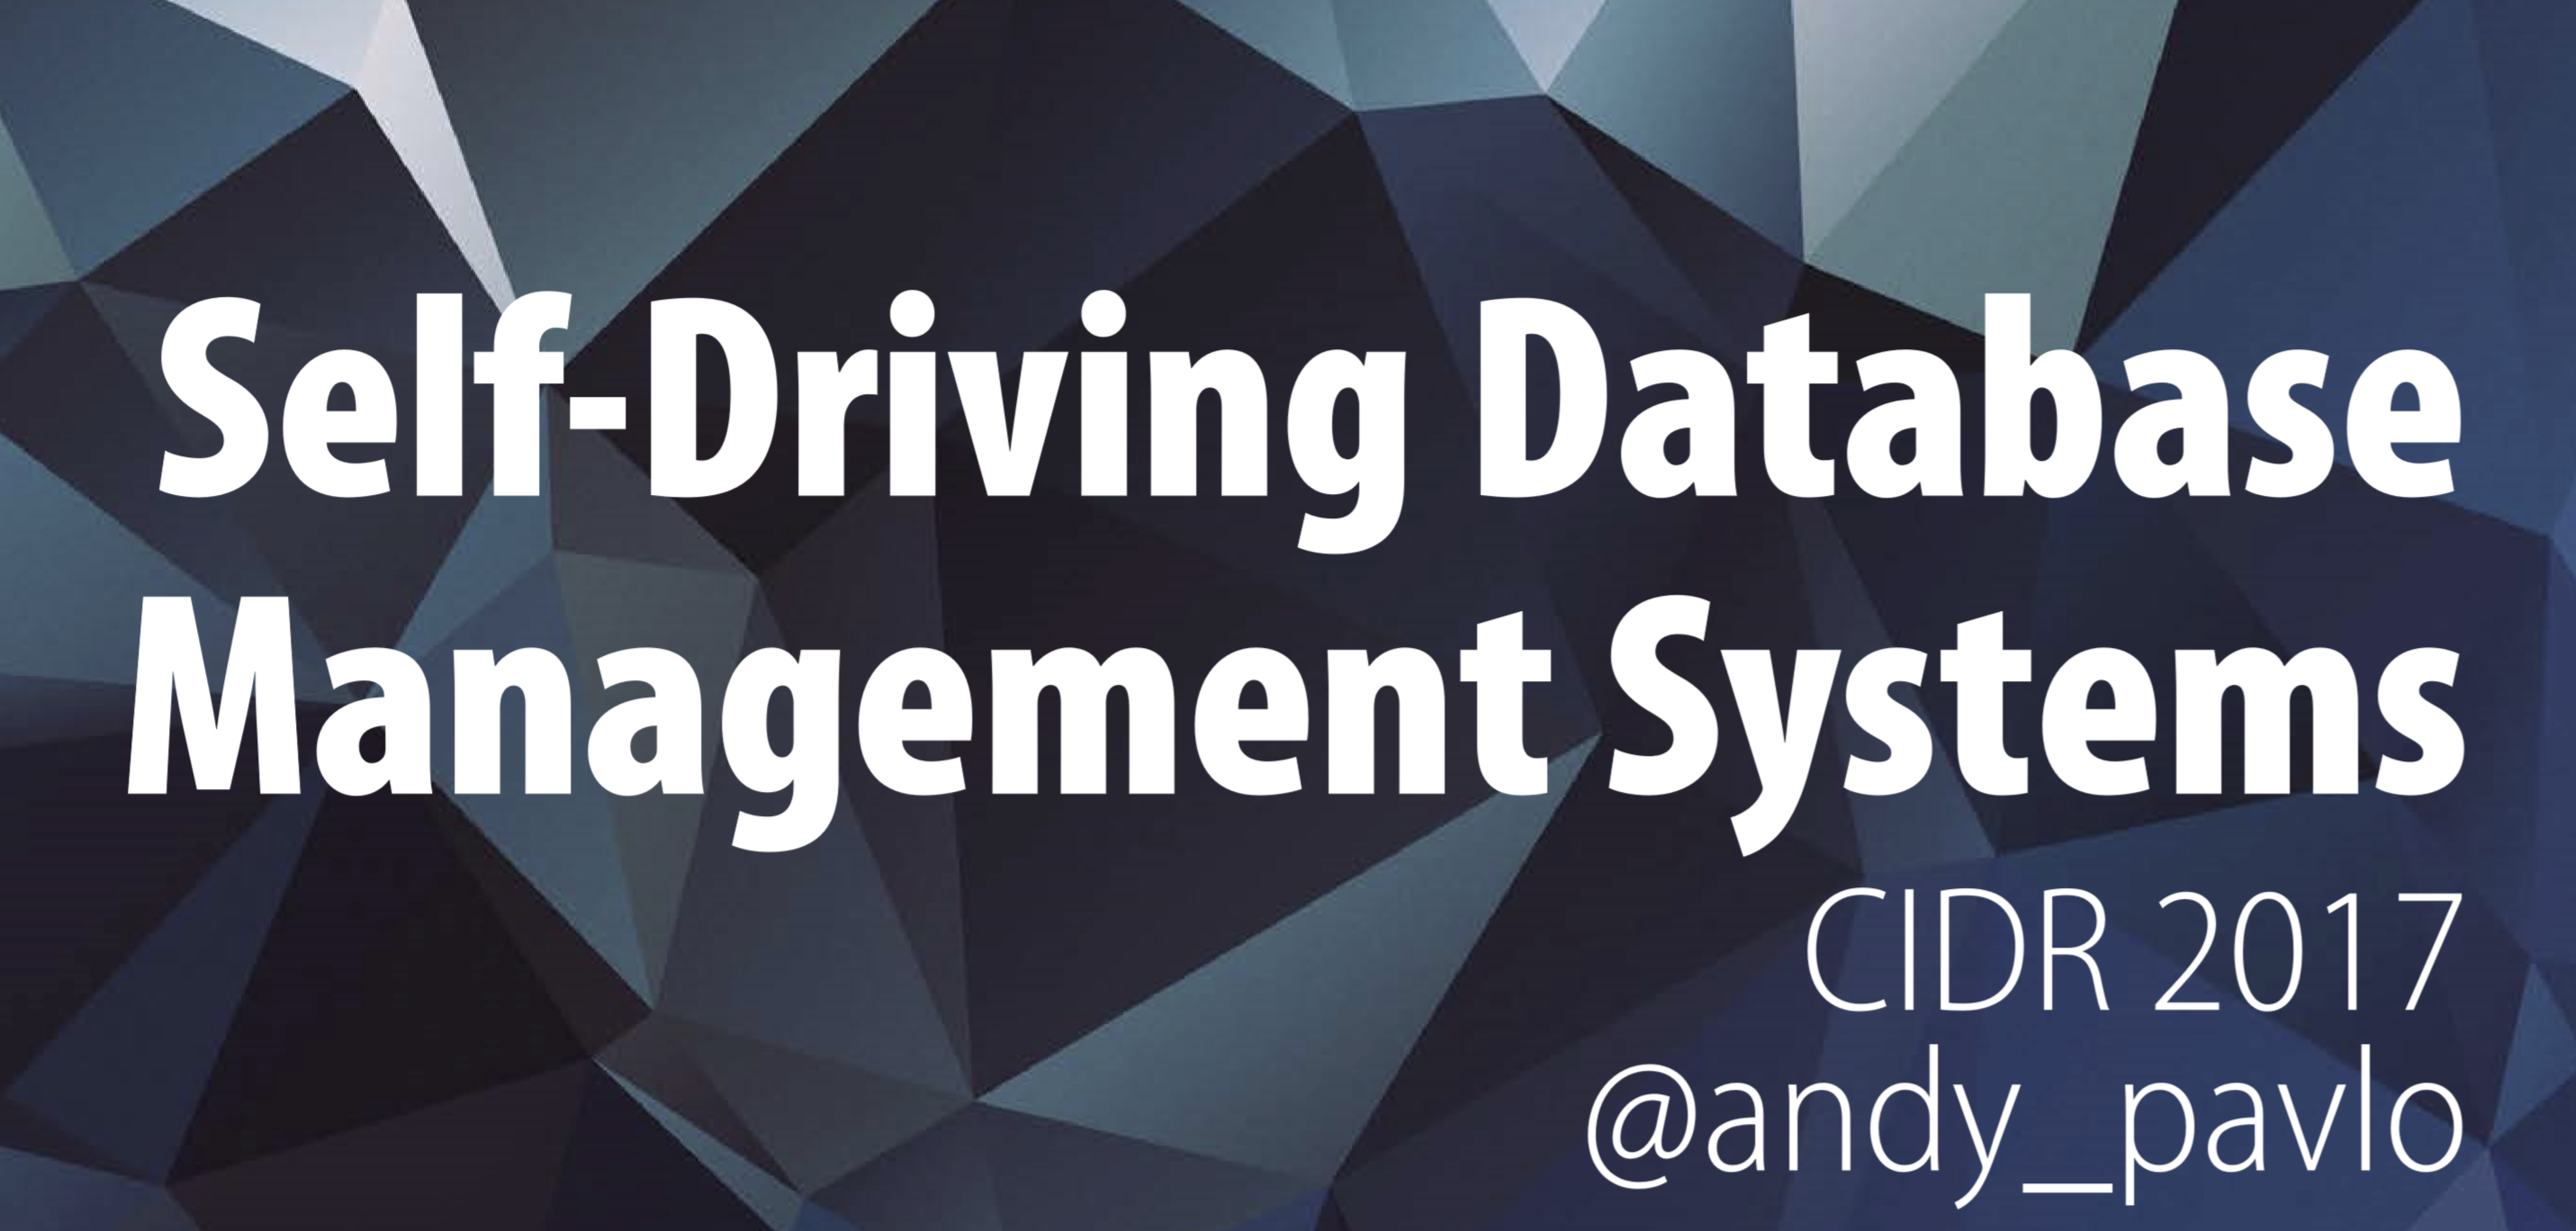 Self-Driving Database
Management Systems
CIDR 2017
@andy_pavlo